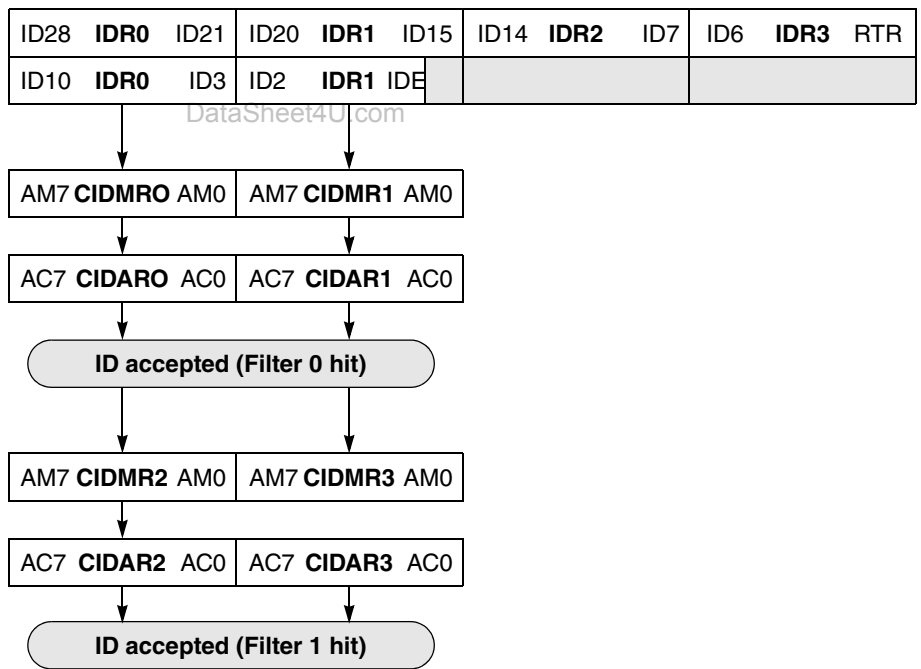 ID28 IDR0 ID21 ID20 IDR1 ID15 ID14 IDR2 ID7 ID6 IDR3 RTR
ID10 IDR0 ID3 ID2 IDR1 IDE
DataSheet4U.com
AM7 CIDMRO AM0 AM7 CIDMR1 AM0
AC7 CIDARO AC0 AC7 CIDAR1 AC0
ID accepted (Filter 0 hit)
AM7 CIDMR2 AM0 AM7 CIDMR3 AM0
AC7 CIDAR2 AC0 AC7 CIDAR3 AC0
ID accepted (Filter 1 hit)